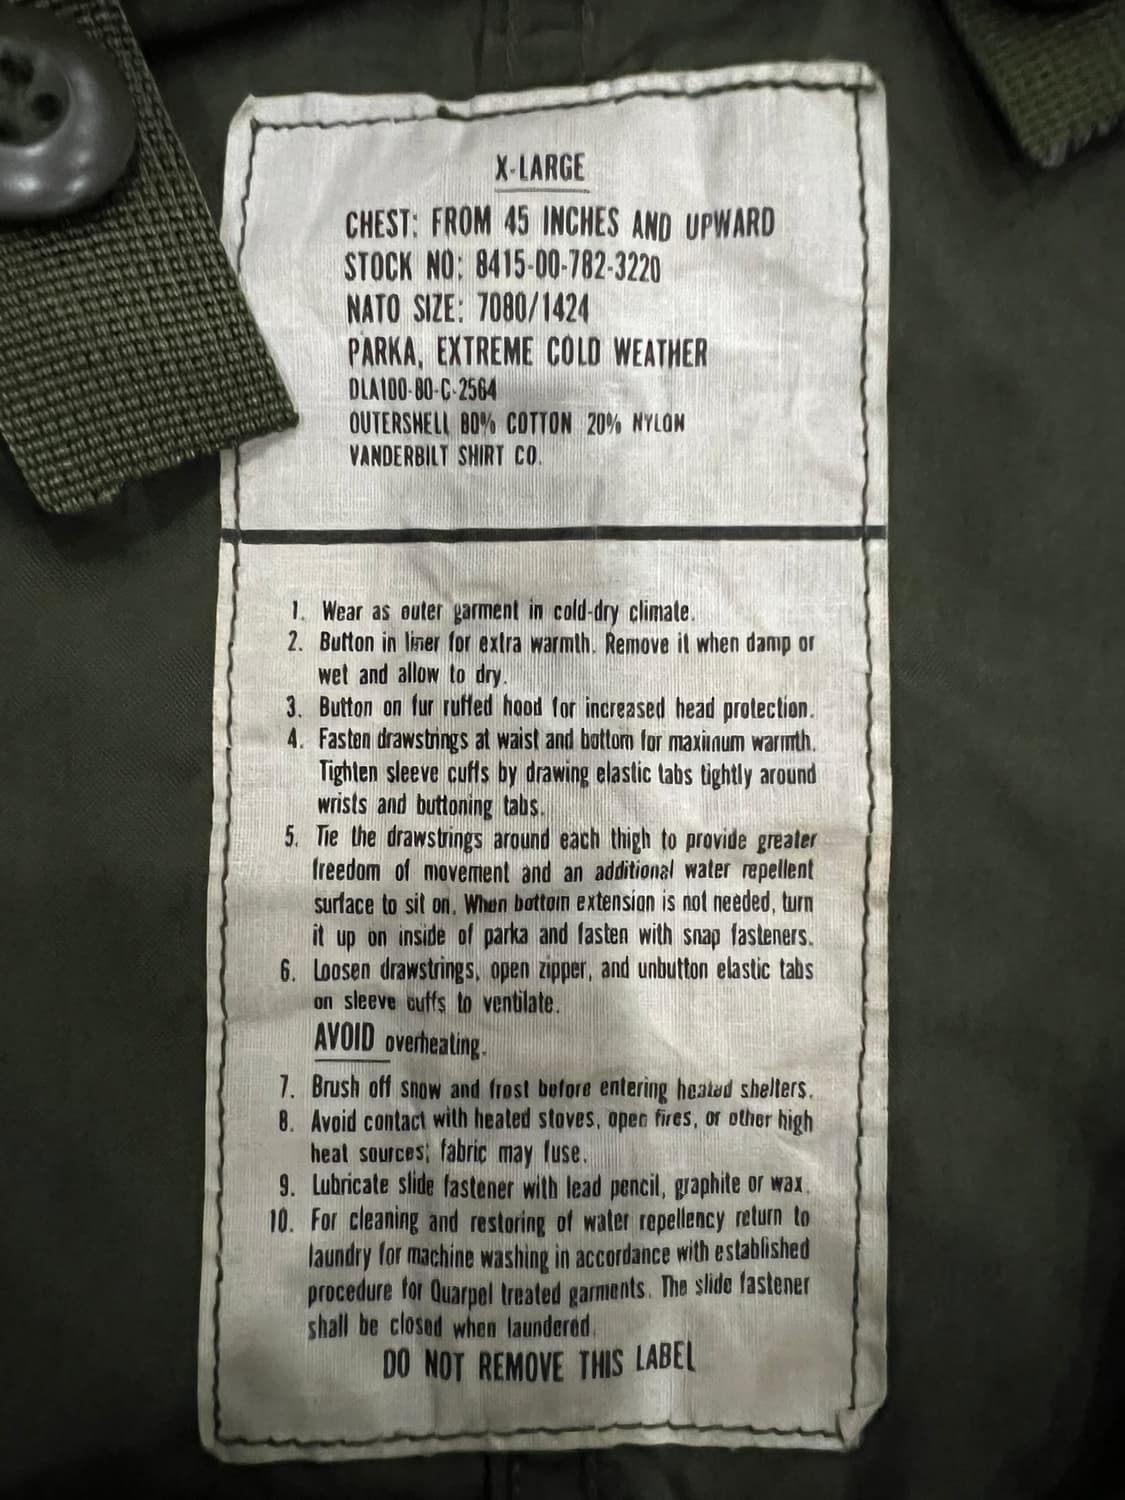 X-LARGE
CHEST: FROM 45 INCHES AND UPWARD
STOCK NO: 8415-00-782-3220
NATO SIZE: 7080/1424
PARKA, EXTREME COLD WEATHER
DLA100-80-C-2564
OUTERSHELL 80% COTTON 20% NYLON
VANDERBILT SHIRT CO.
1. Wear as outer garment in cold-dry climate.
2. Button in liner for extra warmth. Remove it when damp or
wet and allow to dry.
3. Button on fur ruffed hood for increased head protection.
4. Fasten drawstrings at waist and bottom for maximum warmth.
Tighten sleeve cuffs by drawing elastic tabs tightly around
wrists and buttoning tabs.
5. Tie the drawstrings around each thigh to provide greater
freedom of movement and an additional water repellent
surface to sit on. When bottom extension is not needed, turn
it up on inside of parka and fasten with snap fasteners.
6. Loosen drawstrings, open zipper, and unbutton elastic tabs
on sleeve cuffs to ventilate.
AVOID overheating.
7. Brush off snow and frost before entering heated shelters.
8. Avoid contact with heated stoves, open fires, or other high
heat sources; fabric may fuse.
9. Lubricate slide fastener with lead pencil, graphite or wax.
10. For cleaning and restoring of water repellency return to
laundry for machine washing in accordance with established
procedure for Quarpel treated garments. The slide fastener
shall be closed when laundered.
DO NOT REMOVE THIS LABEL